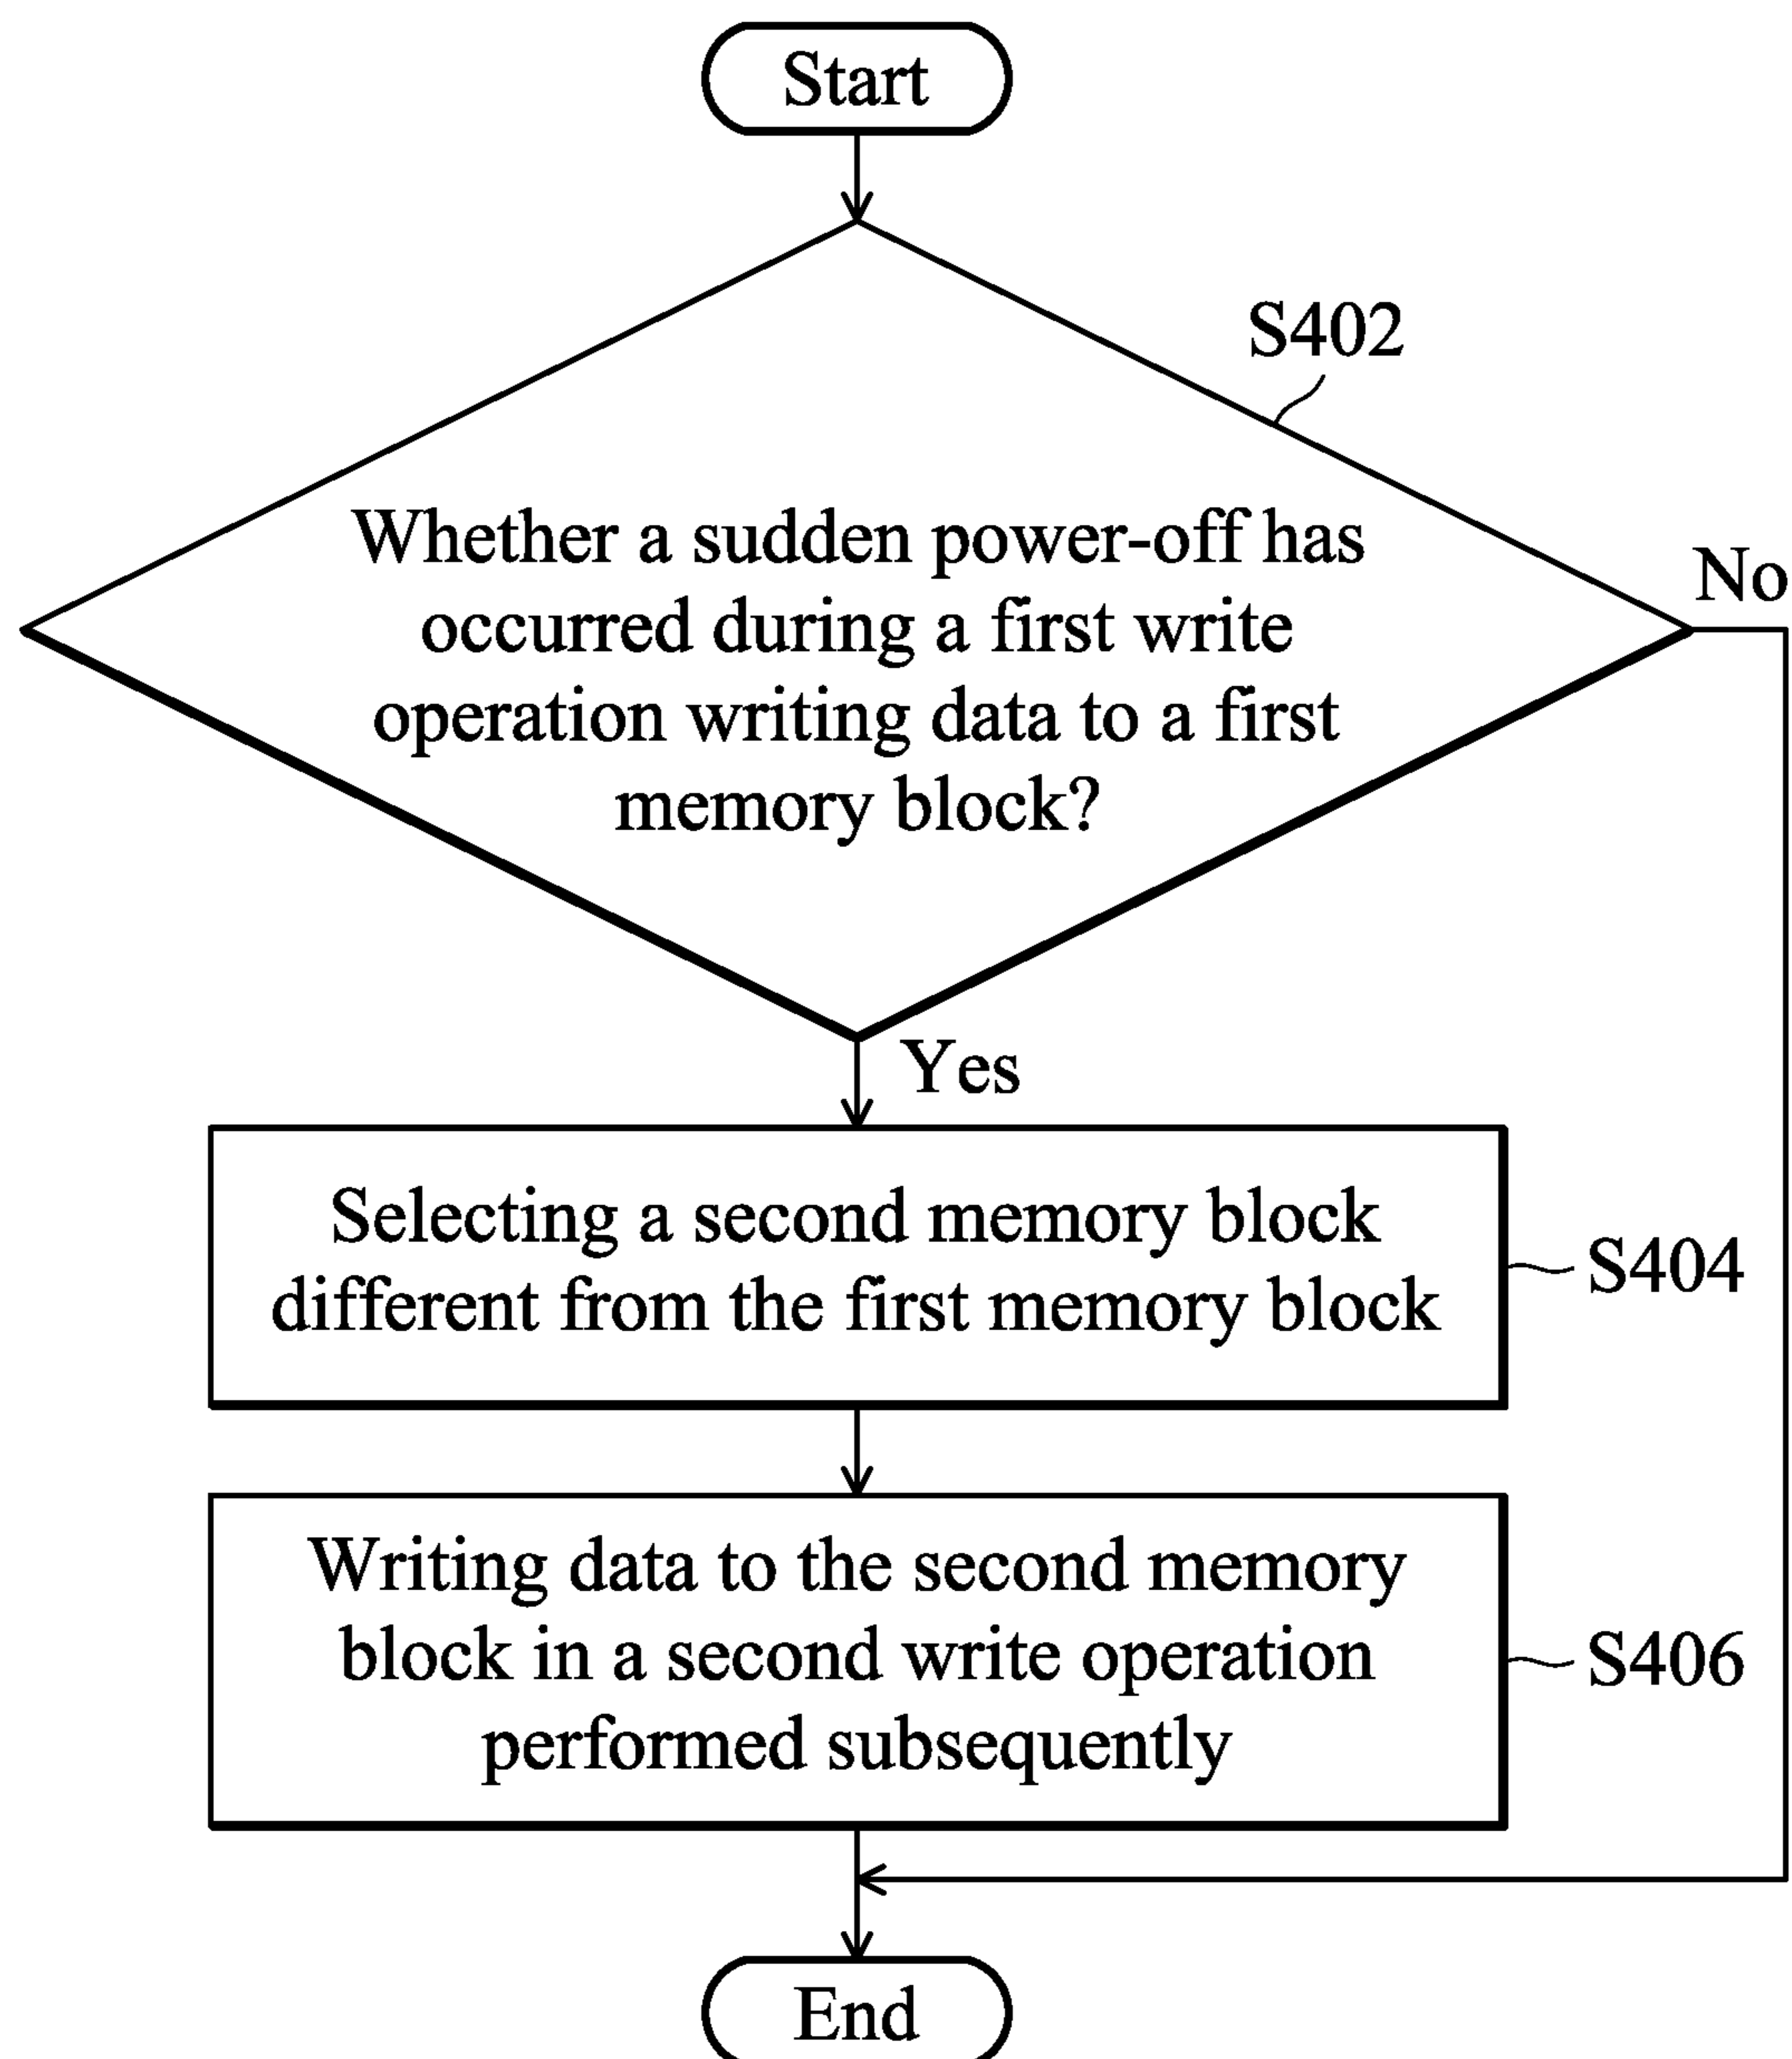 Start
S402
Whether a sudden power-off has
occurred during a first write
operation writing data to a first
memory block?
No
Yes
Selecting a second memory block
different from the first memory block
S404
Writing data to the second memory
block in a second write operation
performed subsequently
S406
End